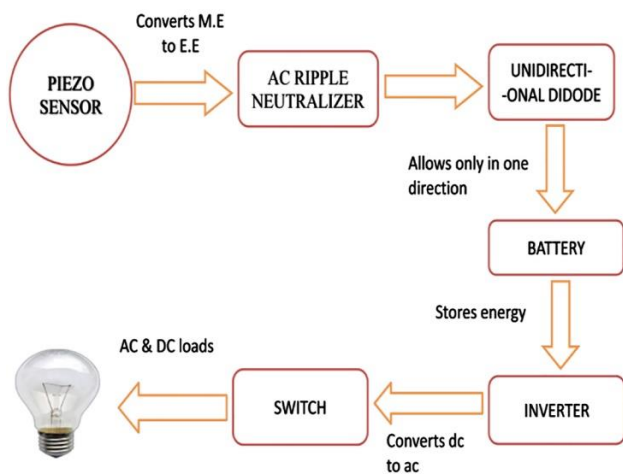 Converts M.E
to E.E
PIEZO
SENSOR
AC RIPPLE
NEUTRALIZER
UNIDIRECTI-
-ONAL DIDODE
Allows only in one
direction
BATTERY
Stores energy
INVERTER
Converts dc
to ac
SWITCH
AC & DC loads